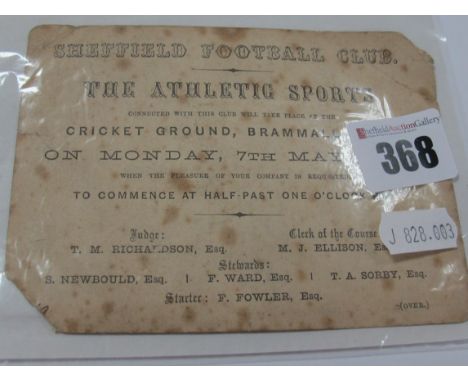 SHEFFIELD FOOTBALL CLUB.
THE ATHLETIC SPORTS
CONNECTED WITH THIS CLUB WILL TAKE PLACE AT THE
CRICKET GROUND, BRAMMALL
ON MONDAY, 7TH MAY
WHEN THE PLEASURE OF YOUR COMPANY IS REQUESTED
TO COMMENCE AT HALF-PAST ONE O'CLOCK
Judge:
T. M. RICHARDSON, Esq.
Clerk of the Course
M. J. ELLISON, Esq
Stewards:
S. NEWBOULD, Esq. | F. WARD, Esq. | T. A. SORBY, Esq.
Starter: F. FOWLER, Esq.
(OVER.)
SheffieldAuctionGallery
368
J 828.003